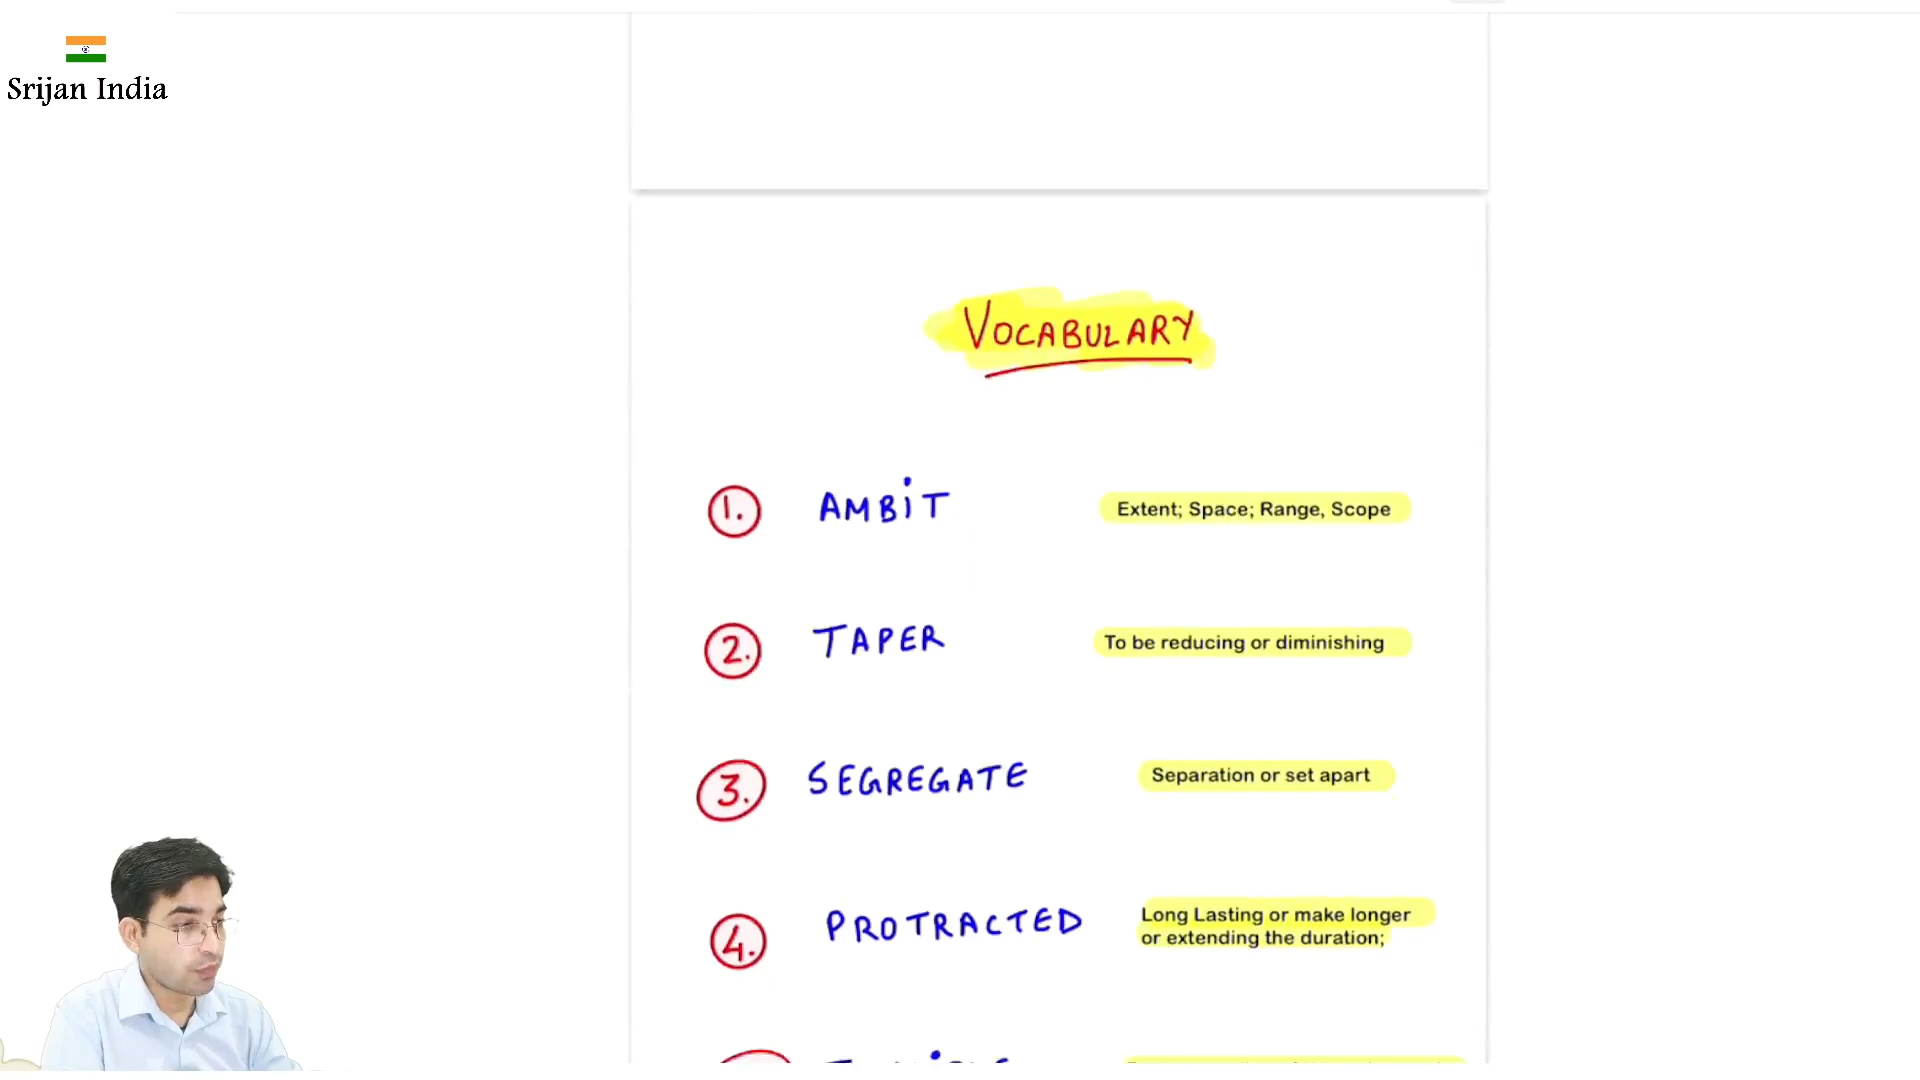 Srijan India
VOCABULARY
1. AMBIT
Extent; Space; Range, Scope
2. TAPER
To be reducing or diminishing
3. SEGREGATE
Separation or set apart
4. PROTRACTED
Long Lasting or make longer
or extending the duration;